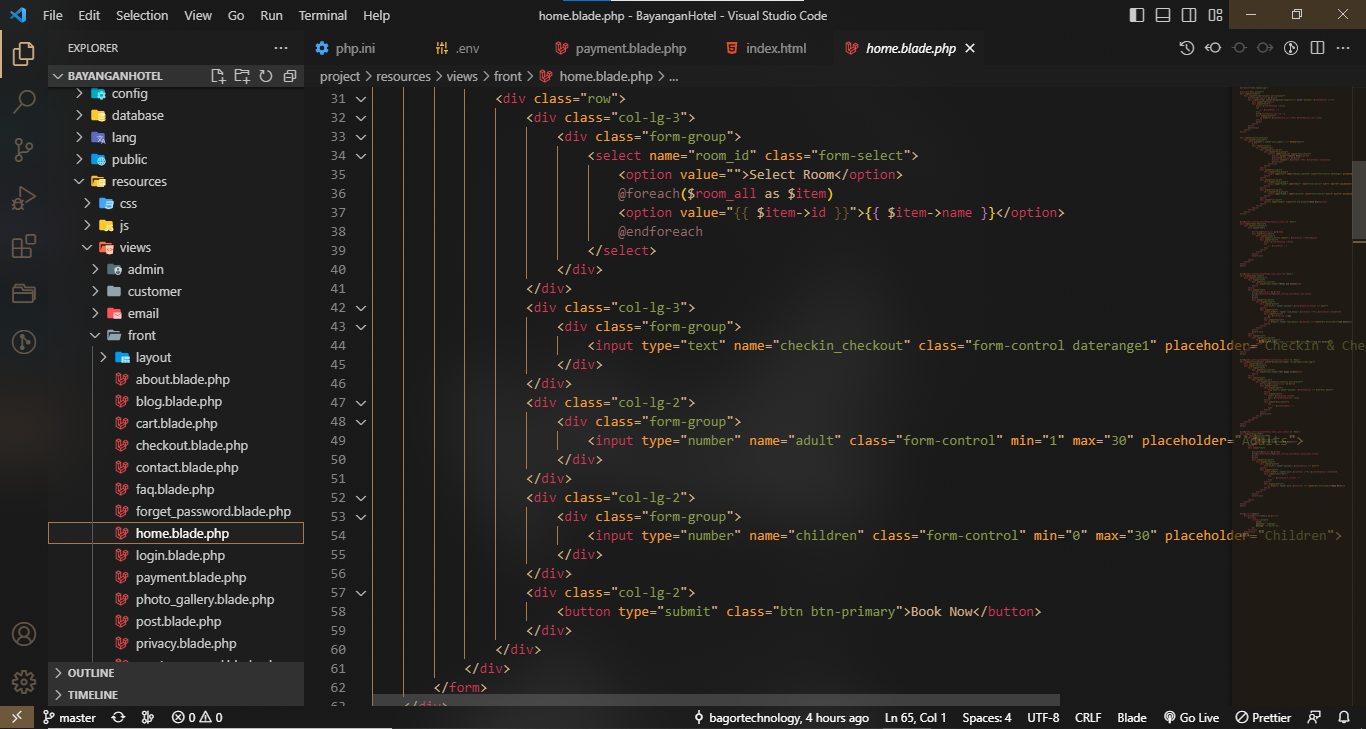 File Edit Selection View Go Run Terminal Help
home.blade.php - BayanganHotel - Visual Studio Code
EXPLORER
php.ini
.env
payment.blade.php
index.html
home.blade.php
BAYANGANHOTEL
project > resources > views > front > home.blade.php > ...
config
database
lang
public
resources
css
js
views
admin
customer
email
front
layout
about.blade.php
blog.blade.php
cart.blade.php
checkout.blade.php
contact.blade.php
faq.blade.php
forget_password.blade.php
home.blade.php
login.blade.php
payment.blade.php
photo_gallery.blade.php
post.blade.php
privacy.blade.php
OUTLINE
TIMELINE
31 <div class="row">
32 <div class="col-lg-3">
33 <div class="form-group">
34 <select name="room_id" class="form-select">
35 <option value="">Select Room</option>
36 @foreach($room_all as $item)
37 <option value="{{ $item->id }}">{{ $item->name }}</option>
38 @endforeach
39 </select>
40 </div>
41 </div>
42 <div class="col-lg-3">
43 <div class="form-group">
44 <input type="text" name="checkin_checkout" class="form-control daterange1" placeholder="Checkin & Che
45 </div>
46 </div>
47 <div class="col-lg-2">
48 <div class="form-group">
49 <input type="number" name="adult" class="form-control" min="1" max="30" placeholder="Adults">
50 </div>
51 </div>
52 <div class="col-lg-2">
53 <div class="form-group">
54 <input type="number" name="children" class="form-control" min="0" max="30" placeholder="Children">
55 </div>
56 </div>
57 <div class="col-lg-2">
58 <button type="submit" class="btn btn-primary">Book Now</button>
59 </div>
60 </div>
61 </div>
62 </form>
63 </div>
master
0 0
bagortechnology, 4 hours ago
Ln 65, Col 1
Spaces: 4
UTF-8
CRLF
Blade
Go Live
Prettier